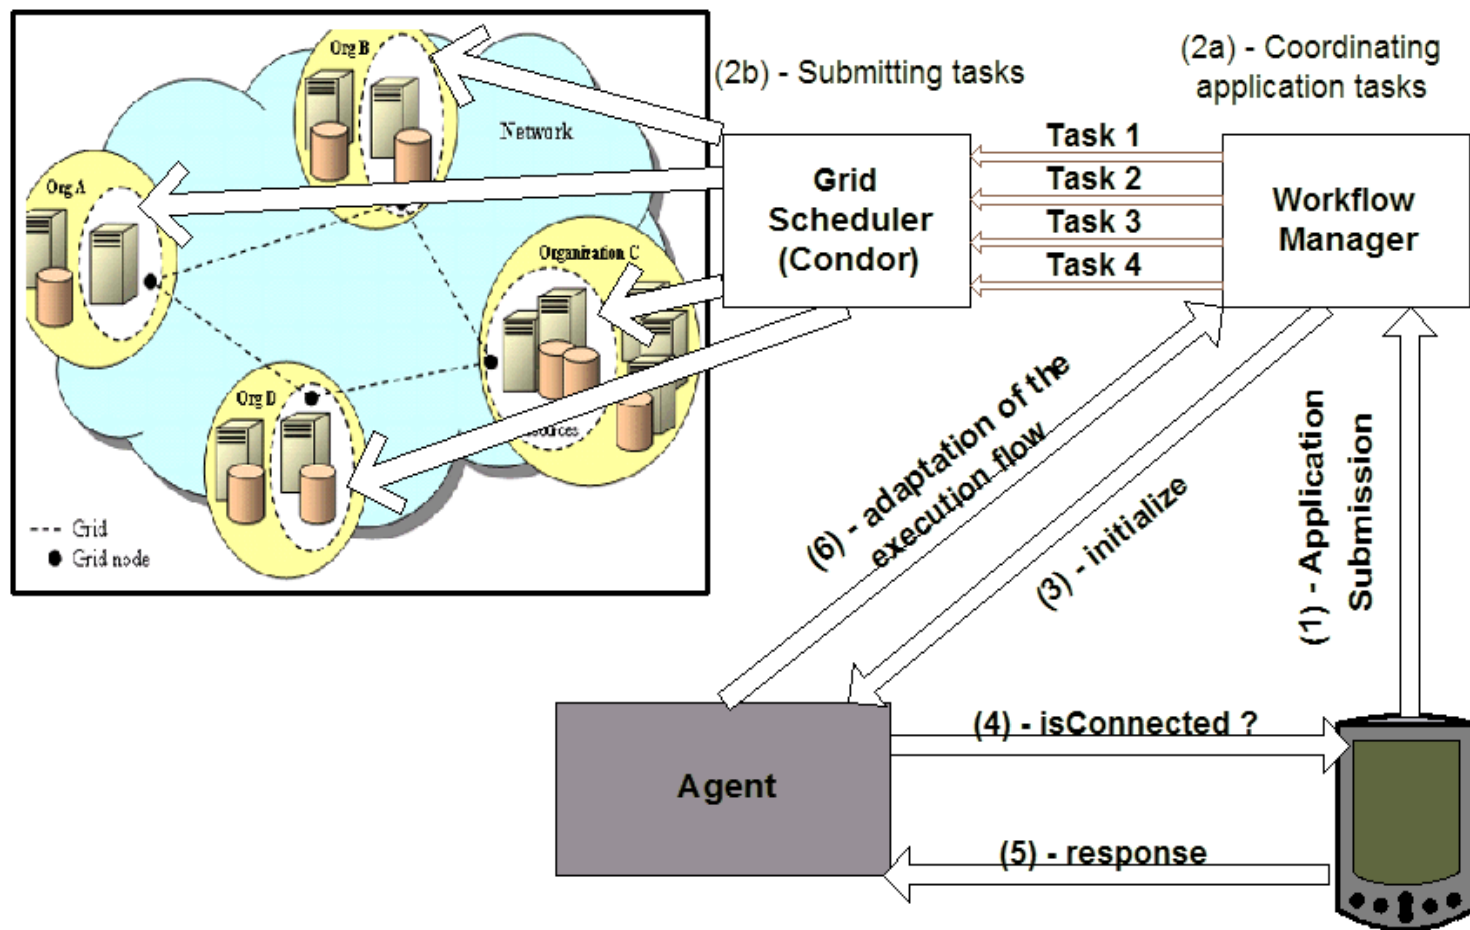 Org B
(2b) - Submitting tasks
(2a) - Coordinating
application tasks
Network
Org A
Organization C
Org D
sources
Grid
Grid node
Grid
Scheduler
(Condor)
Task 1
Task 2
Task 3
Task 4
Workflow
Manager
(6) - adaptation of the
execution flow
(3) - initialize
(1) - Application
Submission
Agent
(4) - isConnected ?
(5) - response